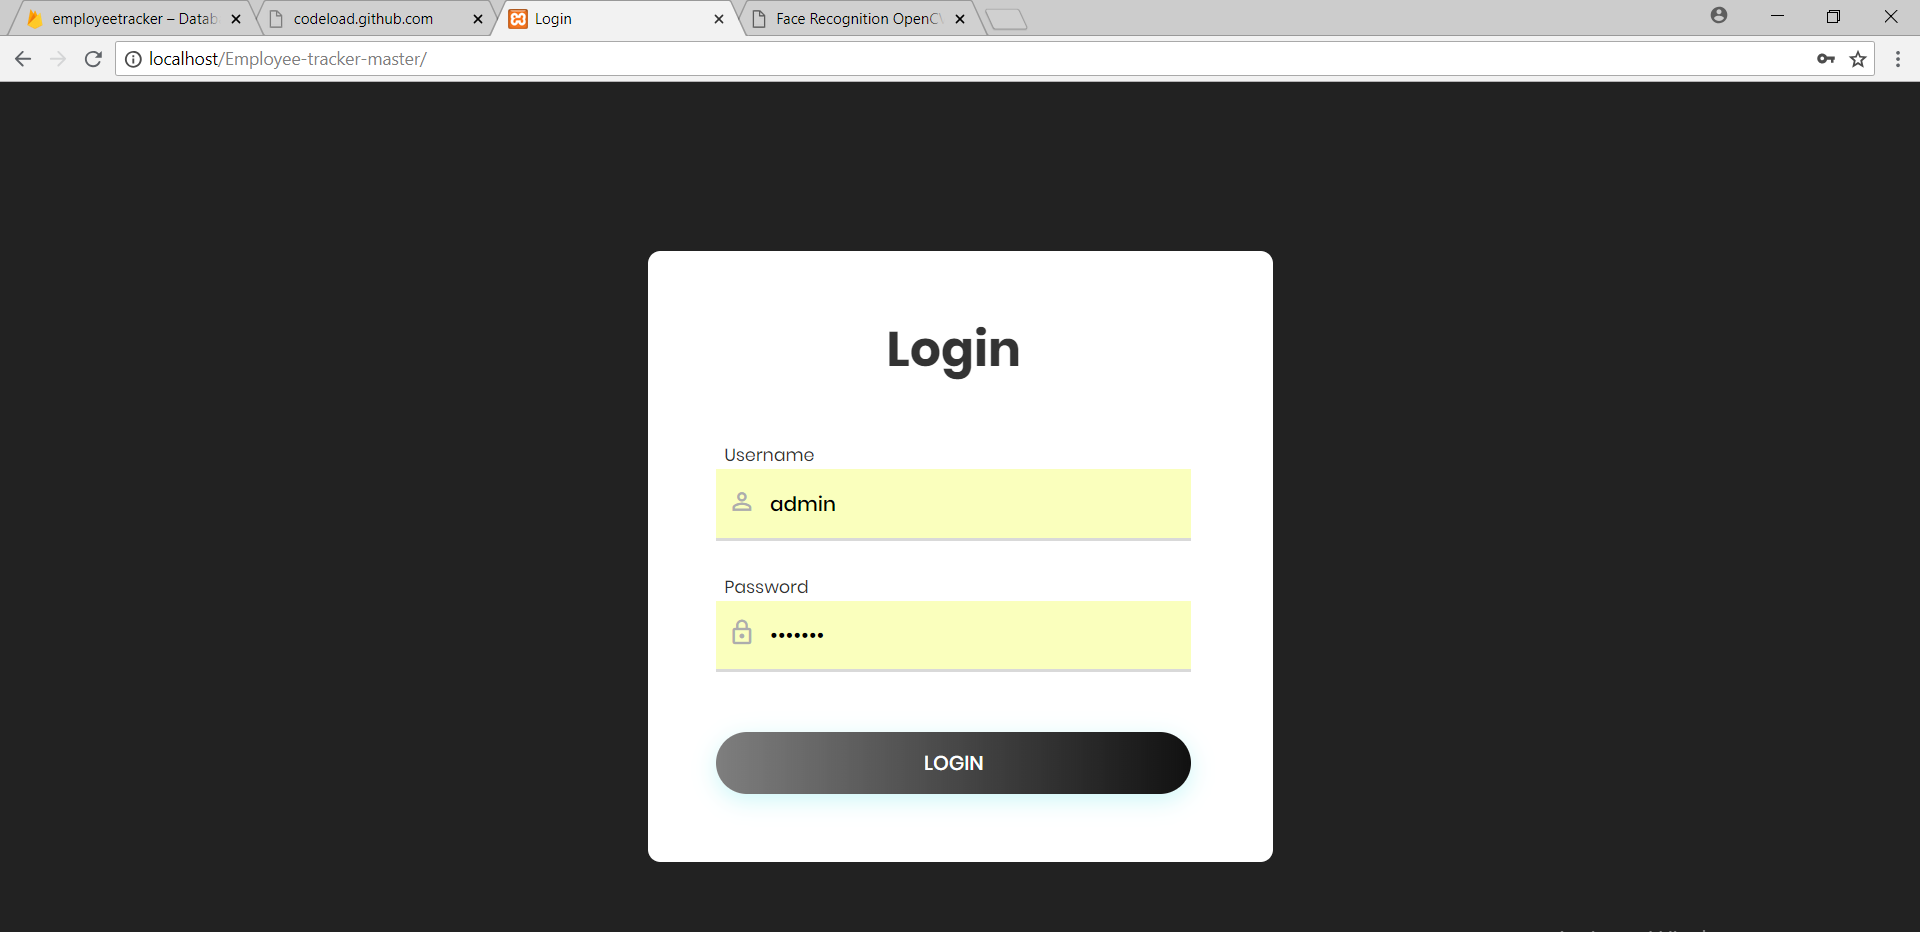 employeetracker – Datab
codeload.github.com
Login
Face Recognition OpenC
localhost/Employee-tracker-master/
Login
Username
admin
Password
•••••••
LOGIN